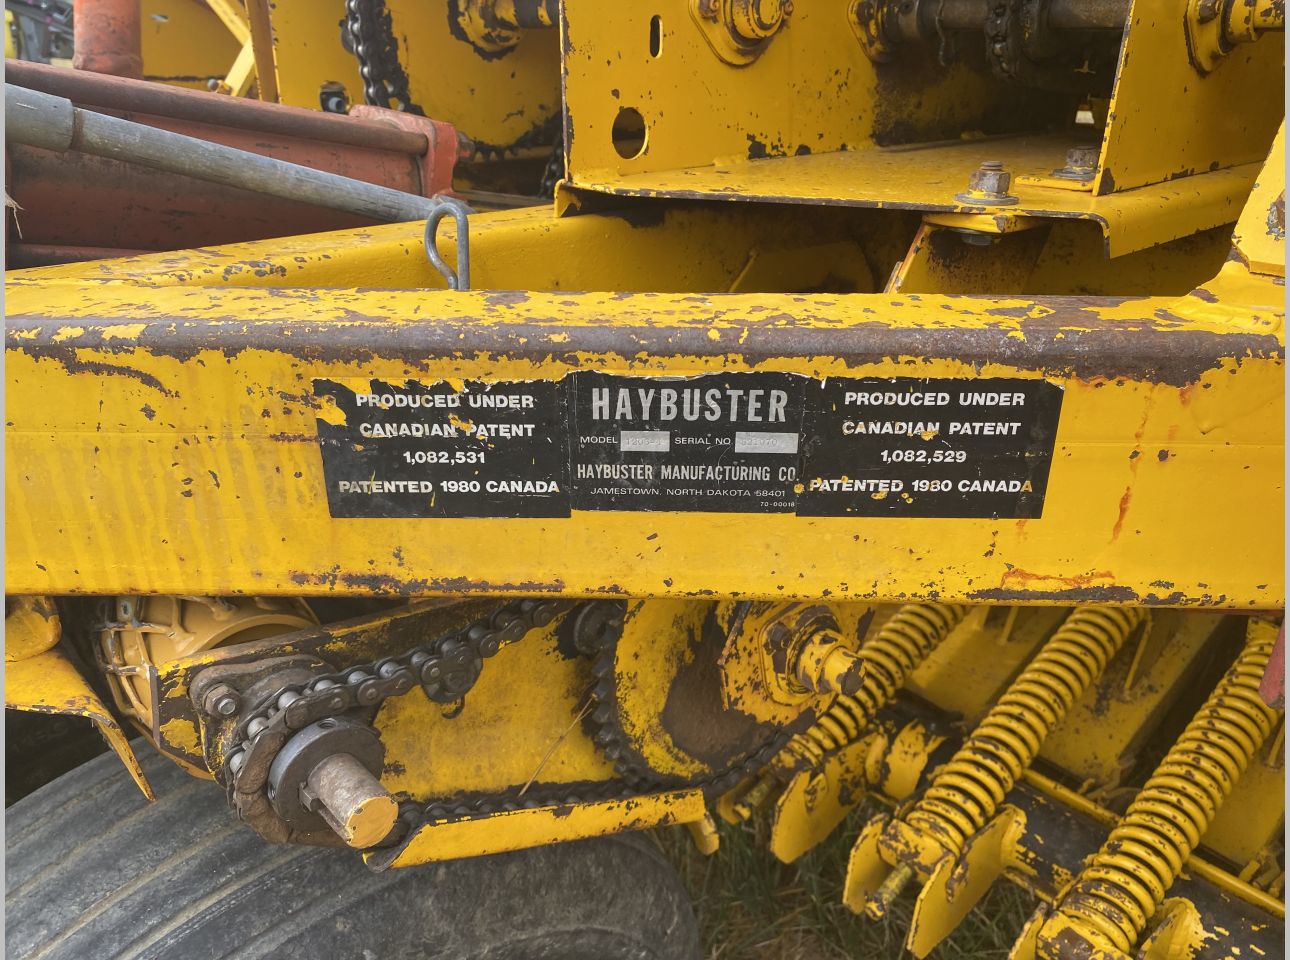 PRODUCED UNDER
CANADIAN PATENT
1,082,531
PATENTED 1980 CANADA
HAYBUSTER
MODEL SERIAL NO.
HAYBUSTER MANUFACTURING CO.
JAMESTOWN, NORTH DAKOTA 58401
70-00018
PRODUCED UNDER
CANADIAN PATENT
1,082,529
PATENTED 1980 CANADA